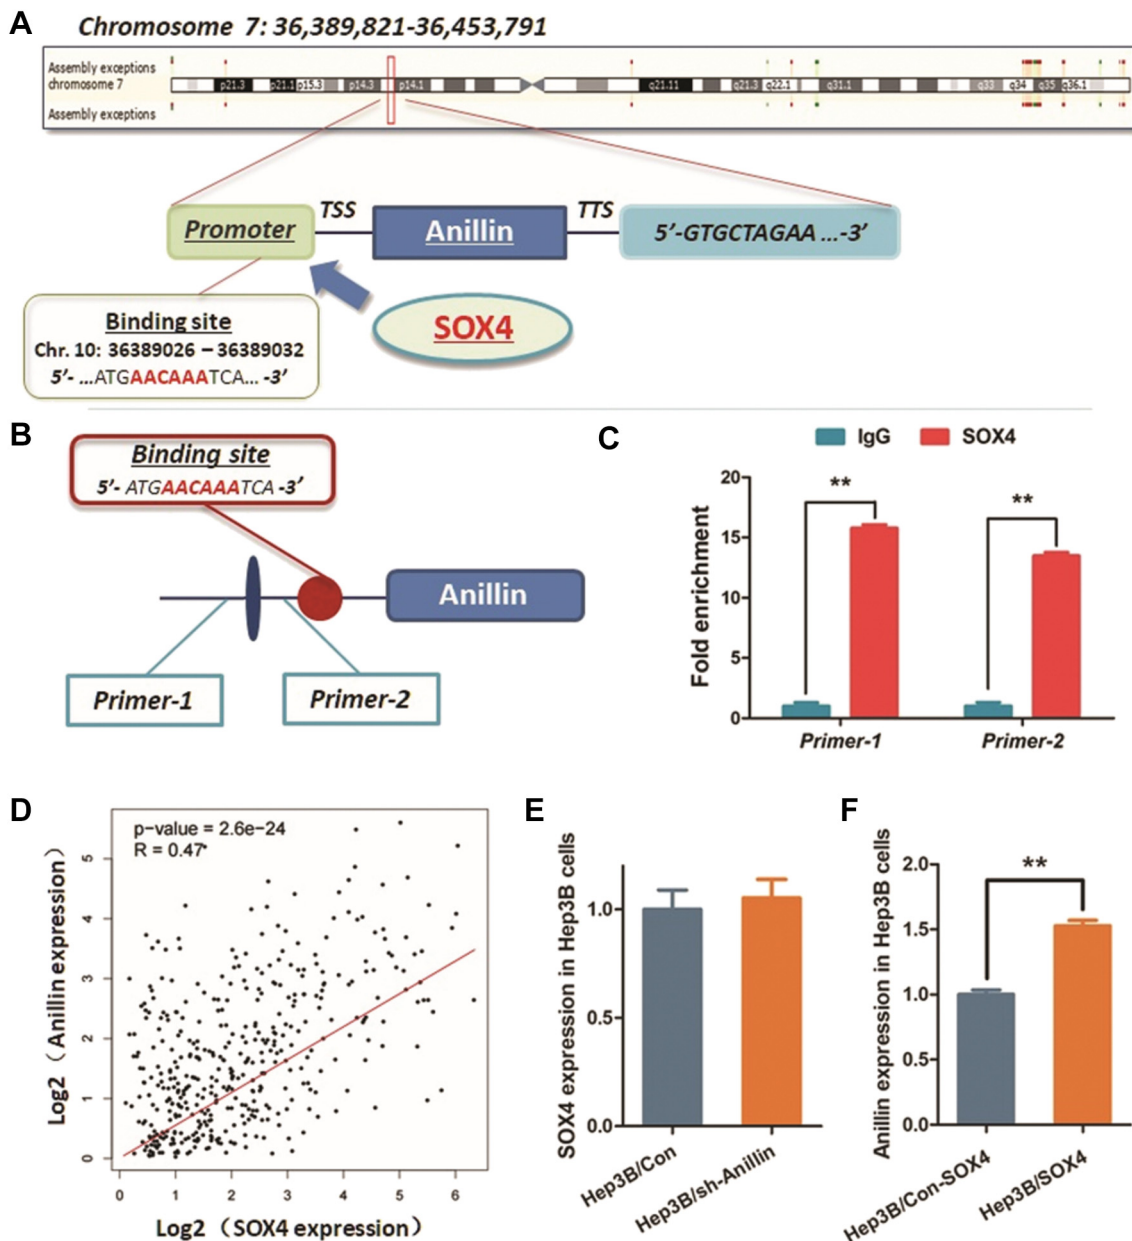 A
Chromosome 7: 36,389,821-36,453,791
Assembly exceptions
chromosome 7
p21.3 p21.1 p15.3 p14.3 p14.1 q21.11 q21.3 q22.1 q31.1 q33 q34 q35 q36.1
Assembly exceptions
Promoter TSS Anillin TTS 5’-GTGCTAGAA ...-3’
Binding site
Chr. 10: 36389026 – 36389032
5’- ...ATGAACAAATCA... -3’
SOX4
B
Binding site
5’- ATGAACAAATCA -3’
Anillin
Primer-1
Primer-2
C
IgG SOX4
Fold enrichment
20
15
10
5
0
** **
Primer-1 Primer-2
D
p-value = 2.6e-24
R = 0.47
Log2（Anillin expression）
5
4
3
2
1
0
0 1 2 3 4 5 6
Log2（SOX4 expression）
E
SOX4 expression in Hep3B cells
1.0
0.5
0.0
Hep3B/Con
Hep3B/sh-Anillin
F
Anillin expression in Hep3B cells
2.0
1.5
1.0
0.5
0.0
**
Hep3B/Con-SOX4
Hep3B/SOX4